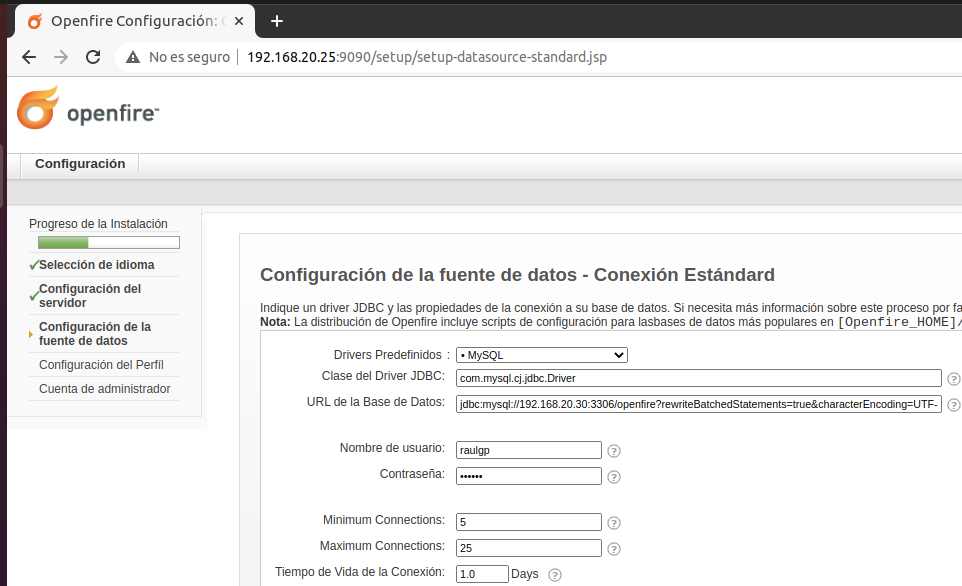 Openfire Configuración:
No es seguro 192.168.20.25:9090/setup/setup-datasource-standard.jsp
openfire™
Configuración
Progreso de la Instalación
Selección de idioma
Configuración del
servidor
Configuración de la
fuente de datos
Configuración del Perfíl
Cuenta de administrador
Configuración de la fuente de datos - Conexión Estándard
Indique un driver JDBC y las propiedades de la conexión a su base de datos. Si necesita más información sobre este proceso por fa
Nota: La distribución de Openfire incluye scripts de configuración para lasbases de datos más populares en [Openfire_HOME]/
Drivers Predefinidos : • MySQL
Clase del Driver JDBC: com.mysql.cj.jdbc.Driver
URL de la Base de Datos: jdbc:mysql://192.168.20.30:3306/openfire?rewriteBatchedStatements=true&characterEncoding=UTF-
Nombre de usuario: raulgp
Contraseña: ••••••
Minimum Connections: 5
Maximum Connections: 25
Tiempo de Vida de la Conexión: 1.0 Days